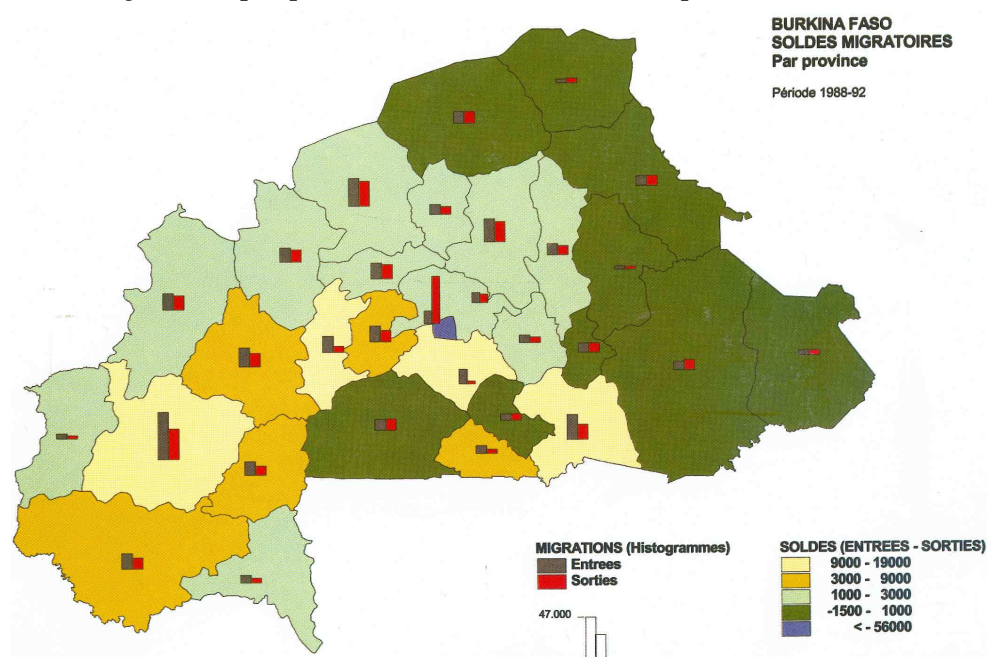 BURKINA FASO
SOLDES MIGRATOIRES
Par province
Période 1988-92
MIGRATIONS (Histogrammes)
Entrees
Sorties
47.000
SOLDES (ENTREES - SORTIES)
9000 - 19000
3000 - 9000
1000 - 3000
-1500 - 1000
< - 56000